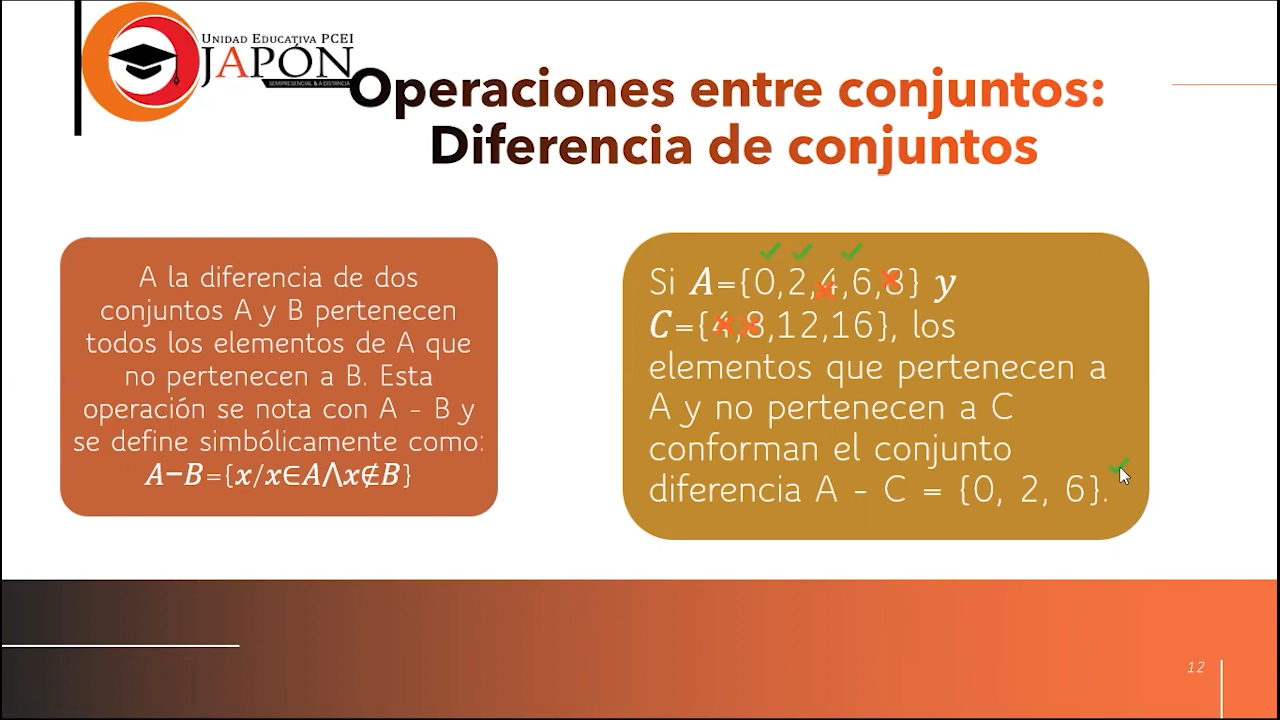 UNIDAD EDUCATIVA PCEI
JAPÓN
SEMIPRESENCIAL & A DISTANCIA
Operaciones entre conjuntos:
Diferencia de conjuntos
A la diferencia de dos
conjuntos A y B pertenecen
todos los elementos de A que
no pertenecen a B. Esta
operación se nota con A - B y
se define simbólicamente como:
A−B={x/x∈A⋀x∉B}
Si A={0,2,4,6,8} y
C={4,8,12,16}, los
elementos que pertenecen a
A y no pertenecen a C
conforman el conjunto
diferencia A - C = {0, 2, 6}.
12